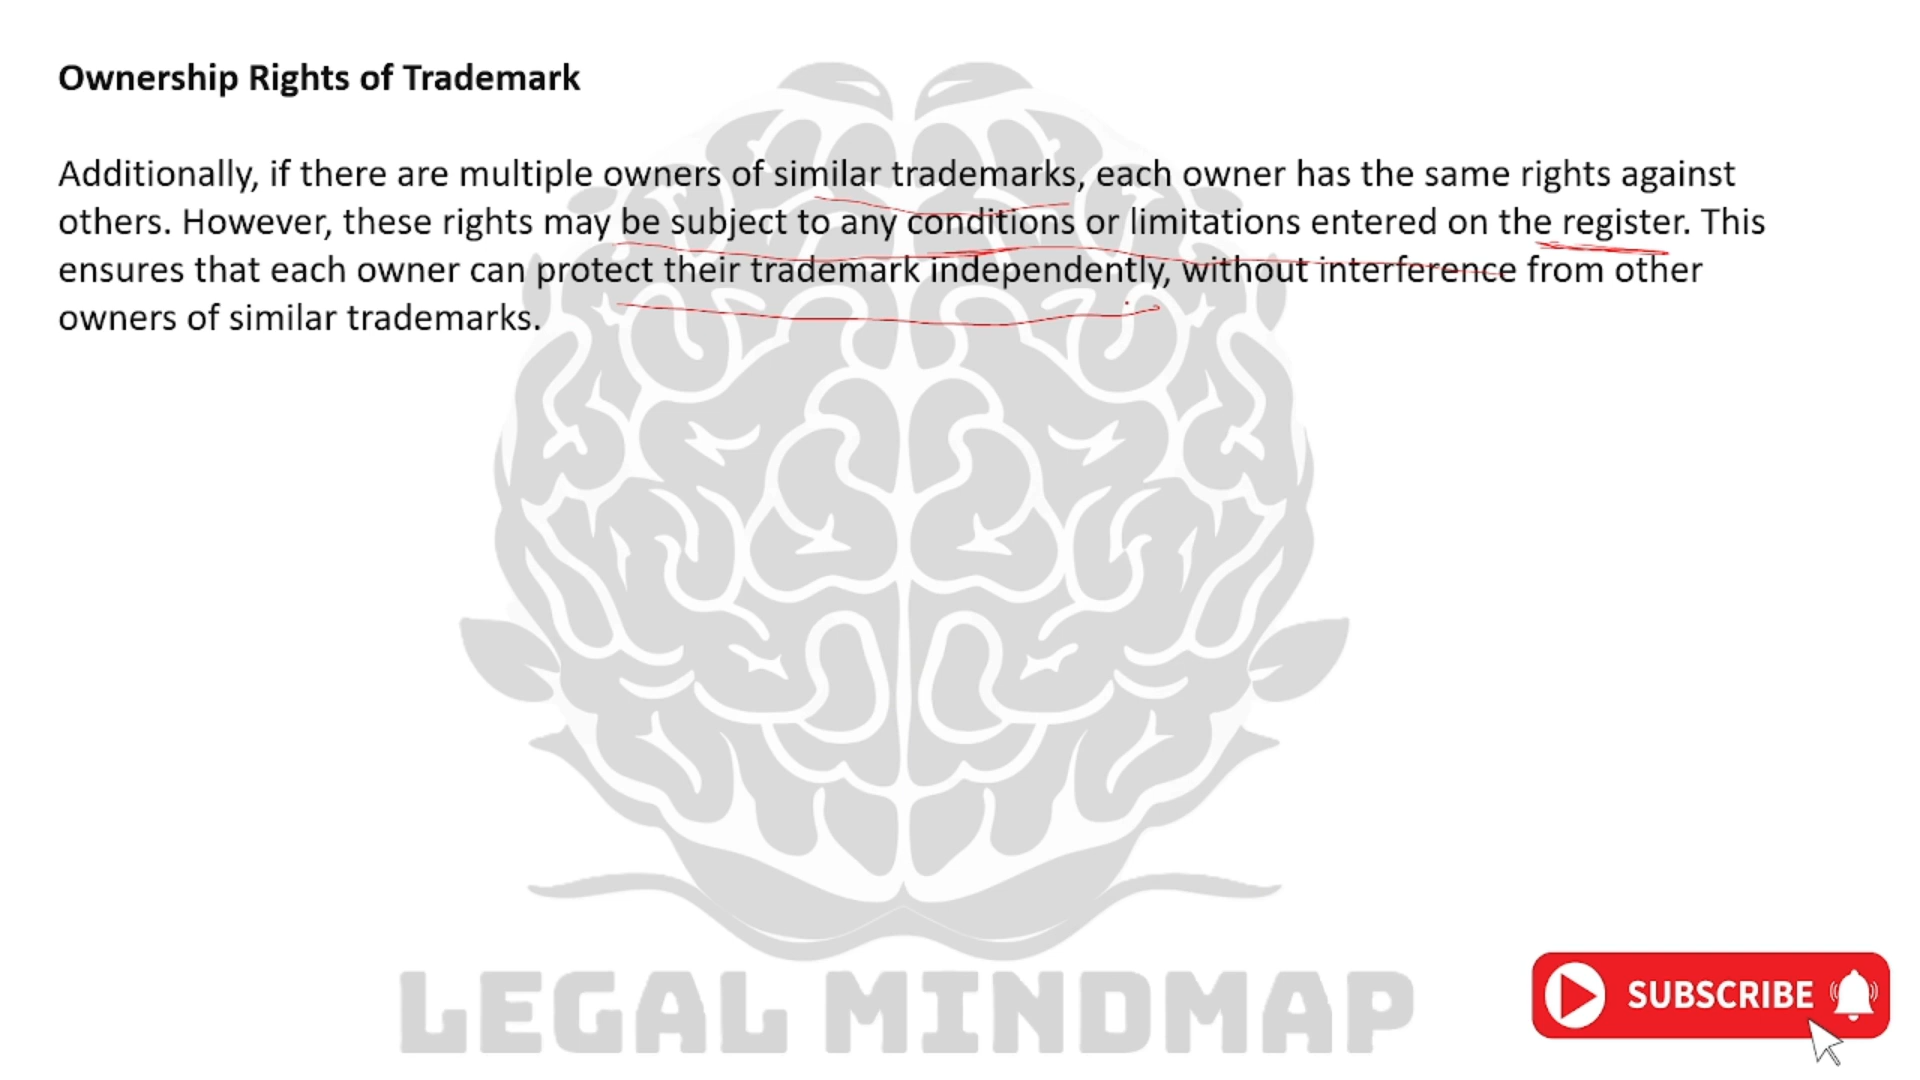 Ownership Rights of Trademark
Additionally, if there are multiple owners of similar trademarks, each owner has the same rights against
others. However, these rights may be subject to any conditions or limitations entered on the register. This
ensures that each owner can protect their trademark independently, without interference from other
owners of similar trademarks.
LEGAL MINDMAP
SUBSCRIBE